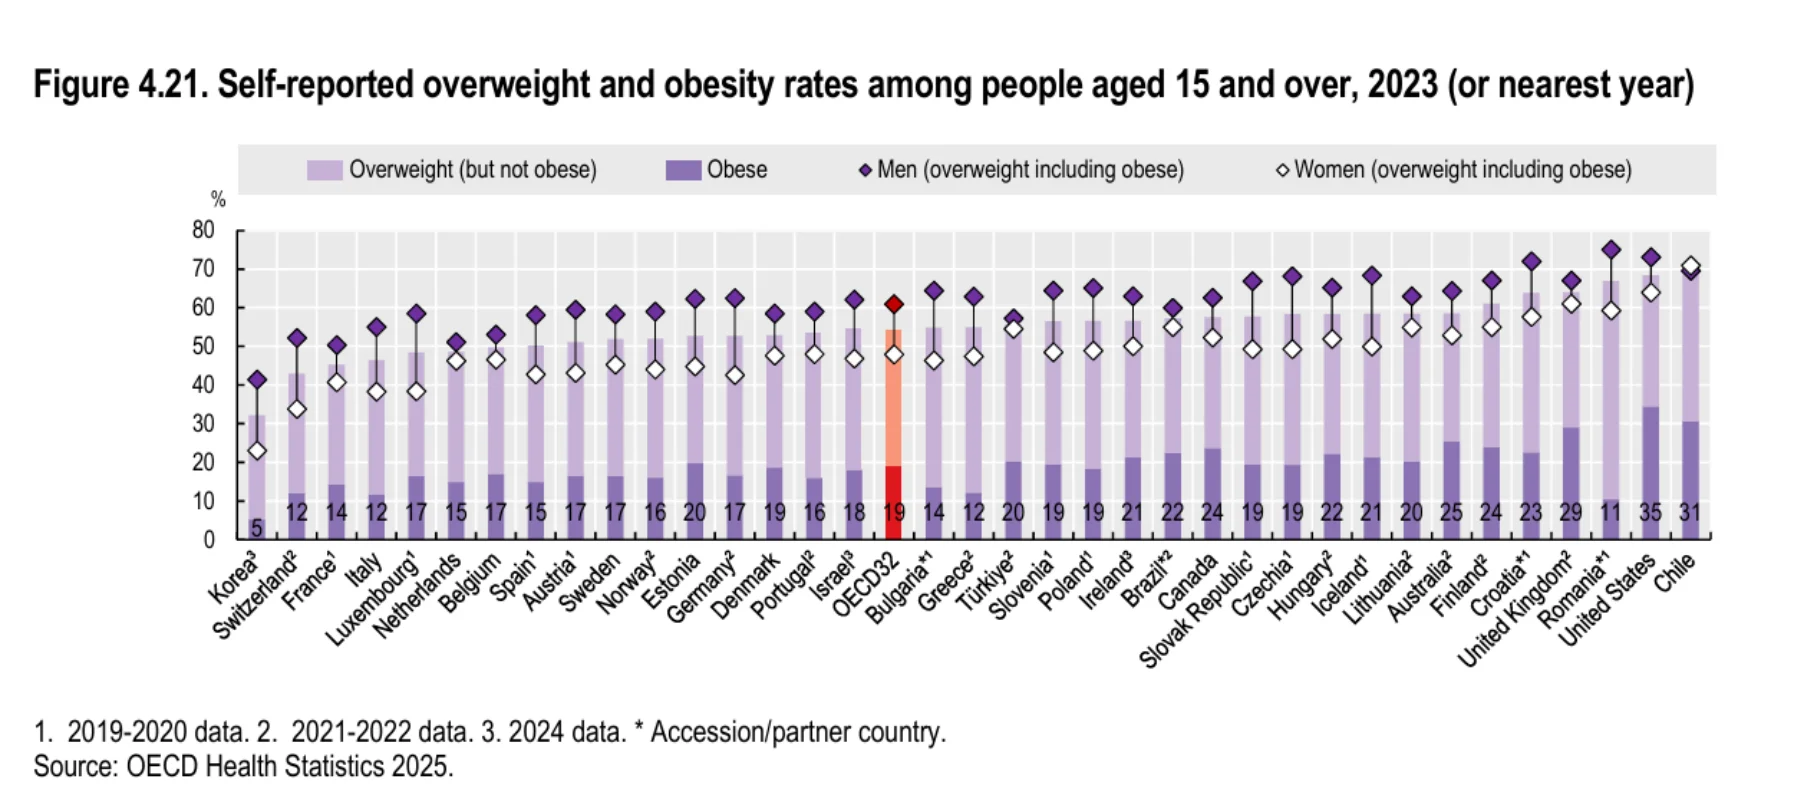 Figure 4.21. Self-reported overweight and obesity rates among people aged 15 and over, 2023 (or nearest year)
Overweight (but not obese) Obese Men (overweight including obese) Women (overweight including obese)
%
80
70
60
50
40
30
20
10
0
5 12 14 12 17 15 17 15 17 17 16 20 17 19 16 18 19 14 12 20 19 19 21 22 24 19 19 22 21 20 25 24 23 29 11 35 31
Korea³
Switzerland²
France¹
Italy
Luxembourg¹
Netherlands
Belgium
Spain¹
Austria¹
Sweden
Norway²
Estonia
Germany²
Denmark
Portugal²
Israel³
OECD32
Bulgaria*¹
Greece²
Türkiye²
Slovenia¹
Poland¹
Ireland³
Brazil*²
Canada
Slovak Republic¹
Czechia¹
Hungary²
Iceland¹
Lithuania²
Australia²
Finland²
Croatia*¹
United Kingdom²
Romania*¹
United States
Chile
1. 2019-2020 data. 2. 2021-2022 data. 3. 2024 data. * Accession/partner country.
Source: OECD Health Statistics 2025.